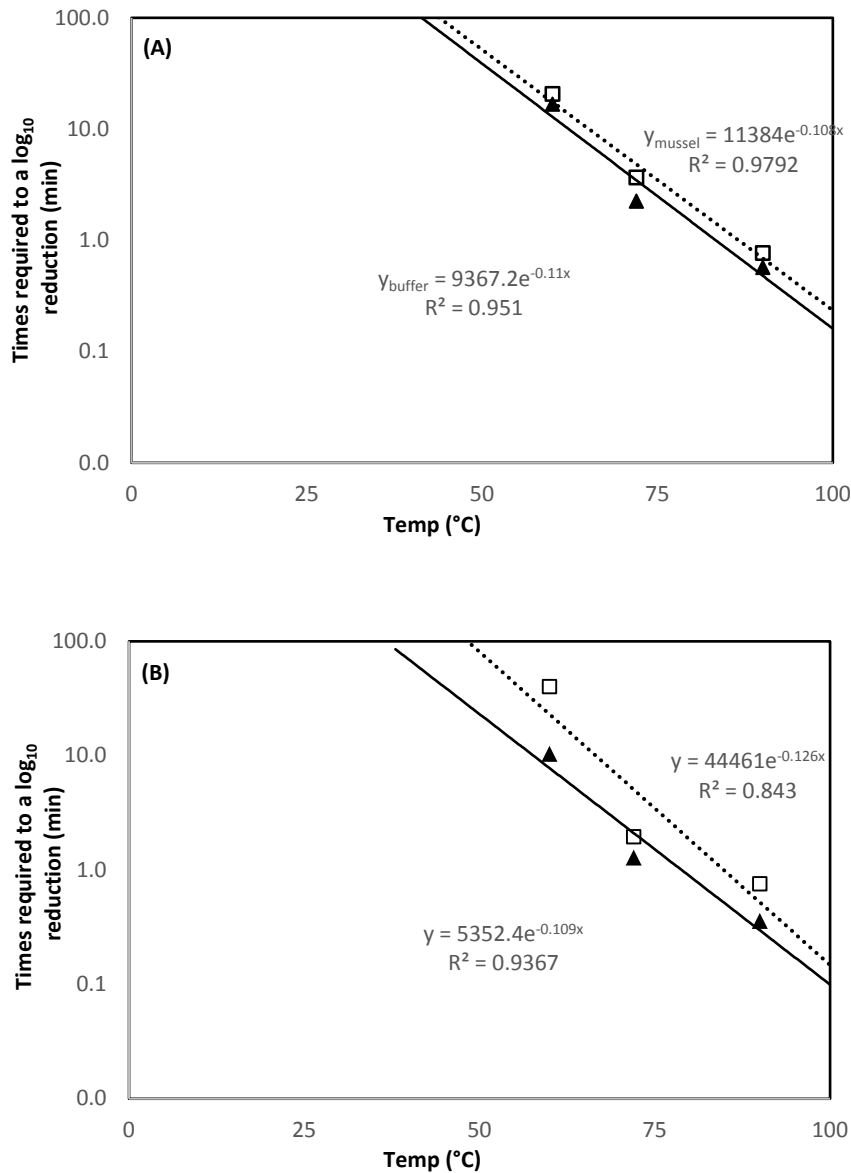 (A)
Times required to a log10
reduction (min)
100.0
10.0
1.0
0.1
0.0
ymussel = 11384e-0.108x
R² = 0.9792
ybuffer = 9367.2e-0.11x
R² = 0.951
0 25 50 75 100
Temp (°C)
(B)
Times required to a log10
reduction (min)
100.0
10.0
1.0
0.1
0.0
y = 44461e-0.126x
R² = 0.843
y = 5352.4e-0.109x
R² = 0.9367
0 25 50 75 100
Temp (°C)